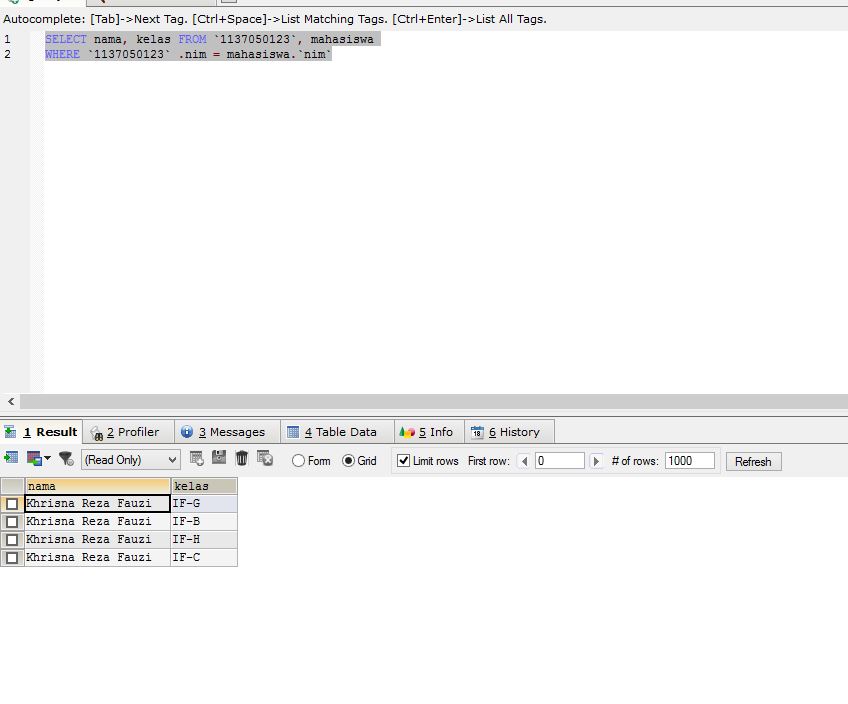 Autocomplete: [Tab]->Next Tag. [Ctrl+Space]->List Matching Tags. [Ctrl+Enter]->List All Tags.
1 SELECT nama, kelas FROM `1137050123`, mahasiswa
2 WHERE `1137050123` .nim = mahasiswa.`nim`
1 Result 2 Profiler 3 Messages 4 Table Data 5 Info 6 History
(Read Only) Form Grid Limit rows First row: 0 # of rows: 1000 Refresh
nama kelas
Khrisna Reza Fauzi IF-G
Khrisna Reza Fauzi IF-B
Khrisna Reza Fauzi IF-H
Khrisna Reza Fauzi IF-C